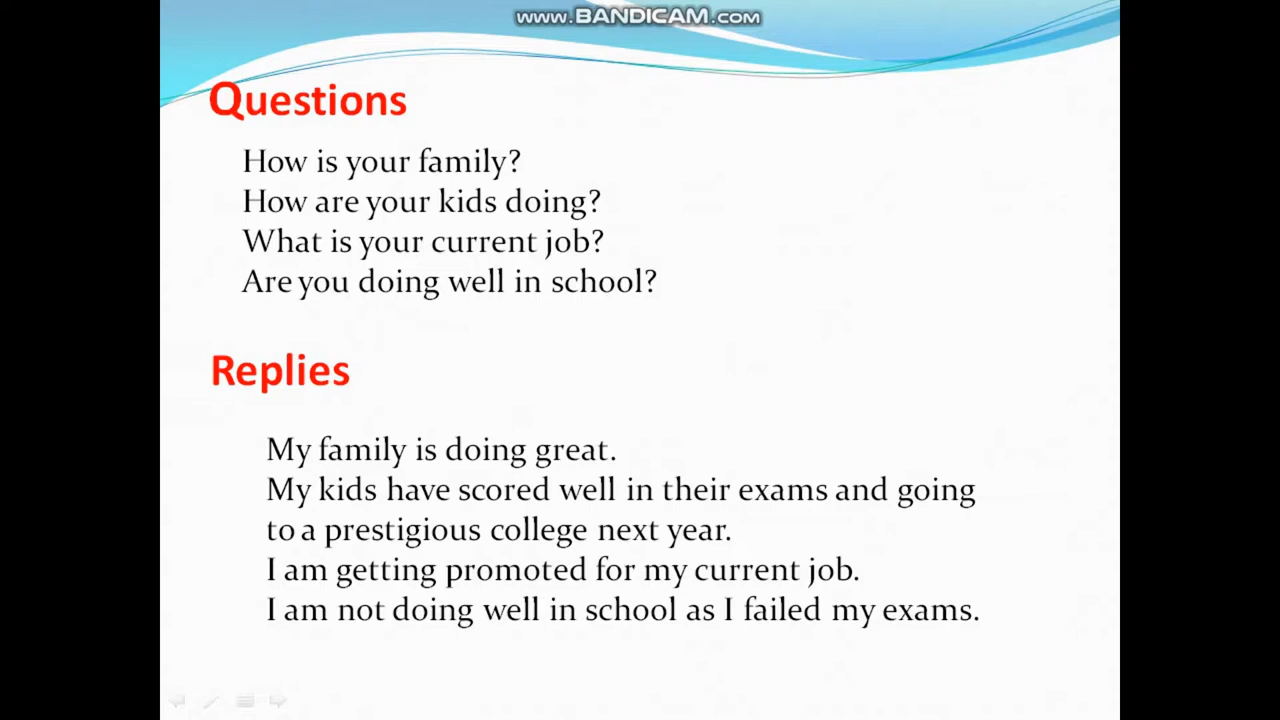 www.BANDICAM.com
Questions
How is your family?
How are your kids doing?
What is your current job?
Are you doing well in school?
Replies
My family is doing great.
My kids have scored well in their exams and going
to a prestigious college next year.
I am getting promoted for my current job.
I am not doing well in school as I failed my exams.